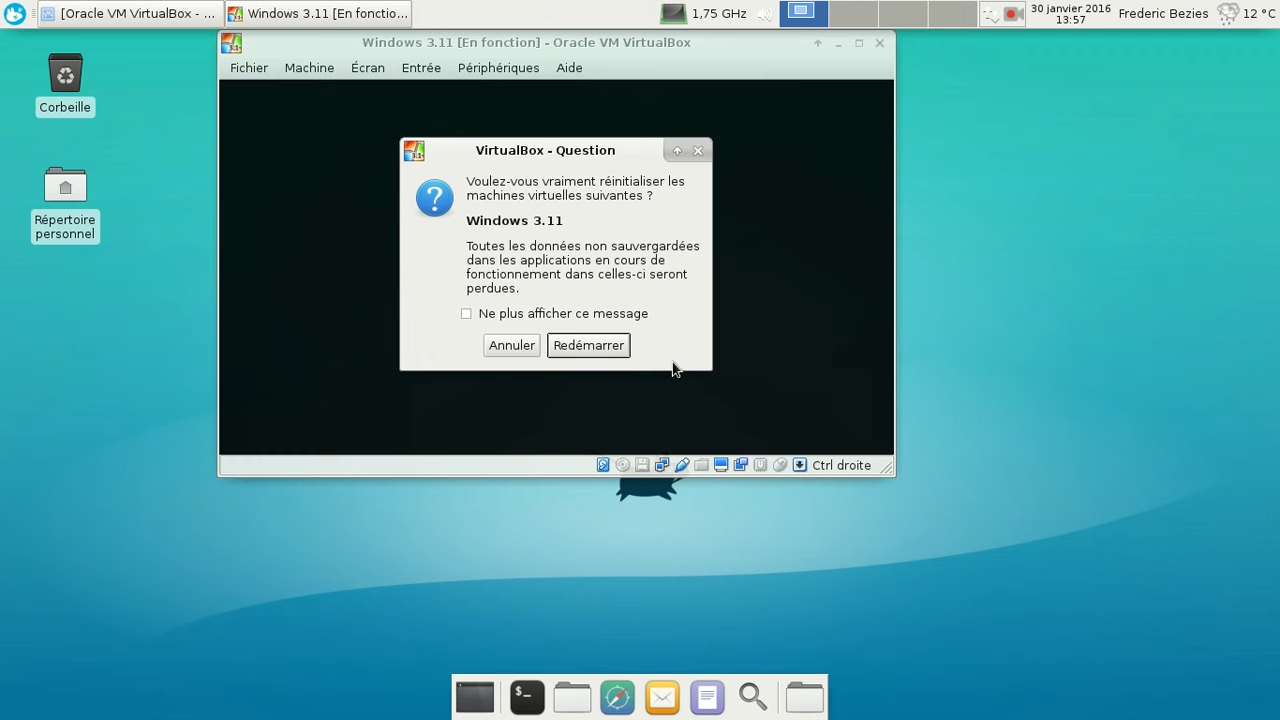 [Oracle VM VirtualBox - ...
Windows 3.11 [En fonctio...
1,75 GHz
30 janvier 2016
13:57
Frederic Bezies
12 °C
Windows 3.11 [En fonction] - Oracle VM VirtualBox
Fichier Machine Écran Entrée Périphériques Aide
Corbeille
Répertoire
personnel
VirtualBox - Question
Voulez-vous vraiment réinitialiser les
machines virtuelles suivantes ?
Windows 3.11
Toutes les données non sauvergardées
dans les applications en cours de
fonctionnement dans celles-ci seront
perdues.
Ne plus afficher ce message
Annuler Redémarrer
Ctrl droite